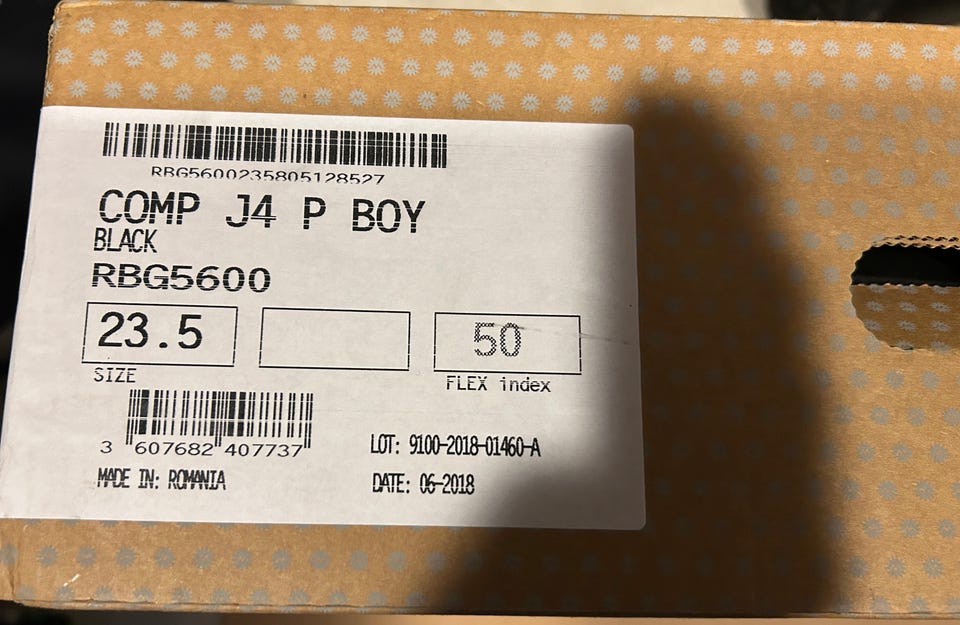 RBG5600235805128527
COMP J4 P BOY
BLACK
RBG5600
23.5
50
SIZE
FLEX index
3 607682 407737
LOT: 9100-2018-01460-A
MADE IN: ROMANIA
DATE: 06-2018